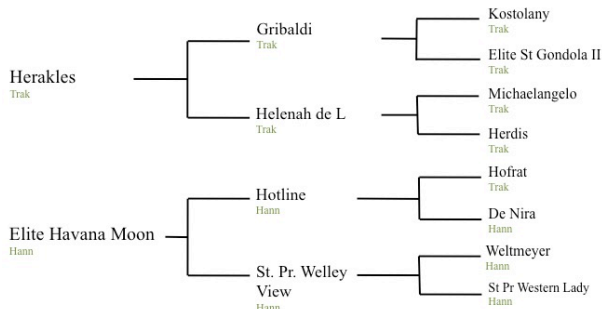 Herakles
Trak
Gribaldi
Trak
Kostolany
Trak
Elite St Gondola II
Trak
Helenah de L
Trak
Michaelangelo
Trak
Herdis
Trak
Elite Havana Moon
Hann
Hotline
Hann
Hofrat
Trak
De Nira
Hann
St. Pr. Welley
View
Hann
Weltmeyer
Hann
St Pr Western Lady
Hann